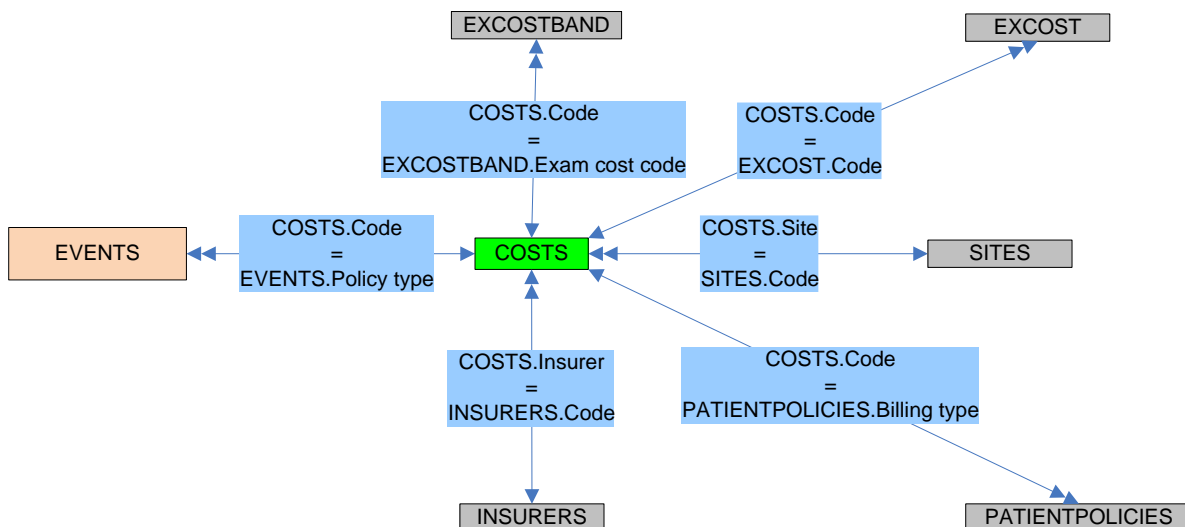 EXCOSTBAND
EXCOST
COSTS.Code
=
EXCOSTBAND.Exam cost code
COSTS.Code
=
EXCOST.Code
EVENTS
COSTS.Code
=
EVENTS.Policy type
COSTS
COSTS.Site
=
SITES.Code
SITES
COSTS.Insurer
=
INSURERS.Code
COSTS.Code
=
PATIENTPOLICIES.Billing type
INSURERS
PATIENTPOLICIES